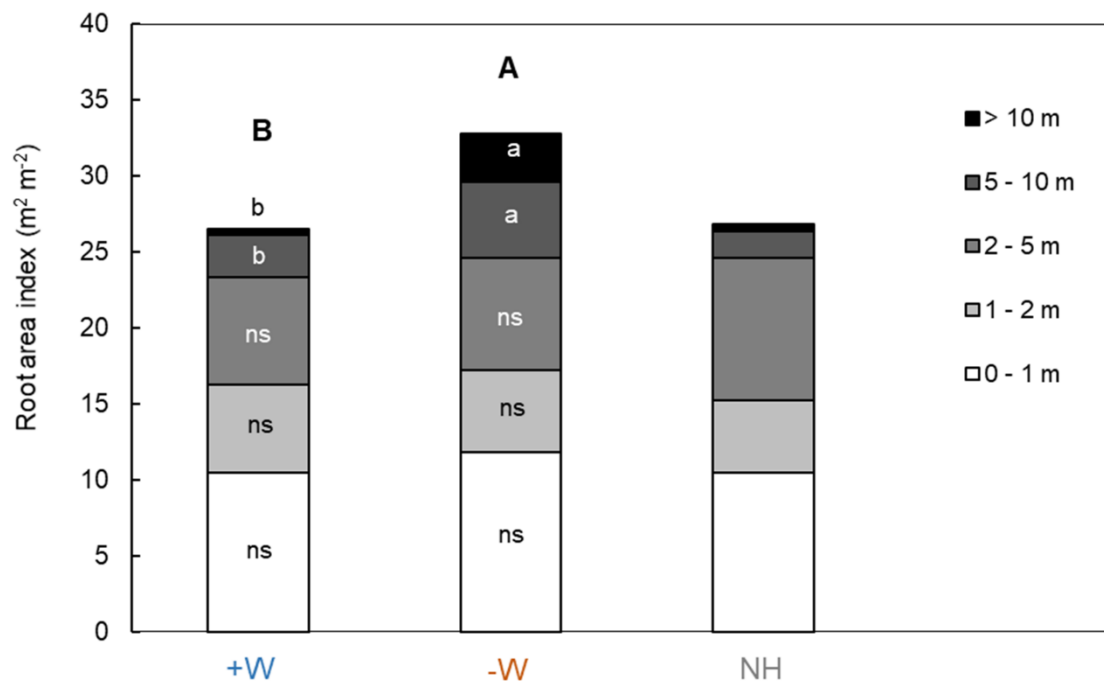 Root area index (m² m⁻²)
40
35
30
25
20
15
10
5
0
B
b
b
ns
ns
ns
A
a
a
ns
ns
ns
+W
-W
NH
> 10 m
5 - 10 m
2 - 5 m
1 - 2 m
0 - 1 m